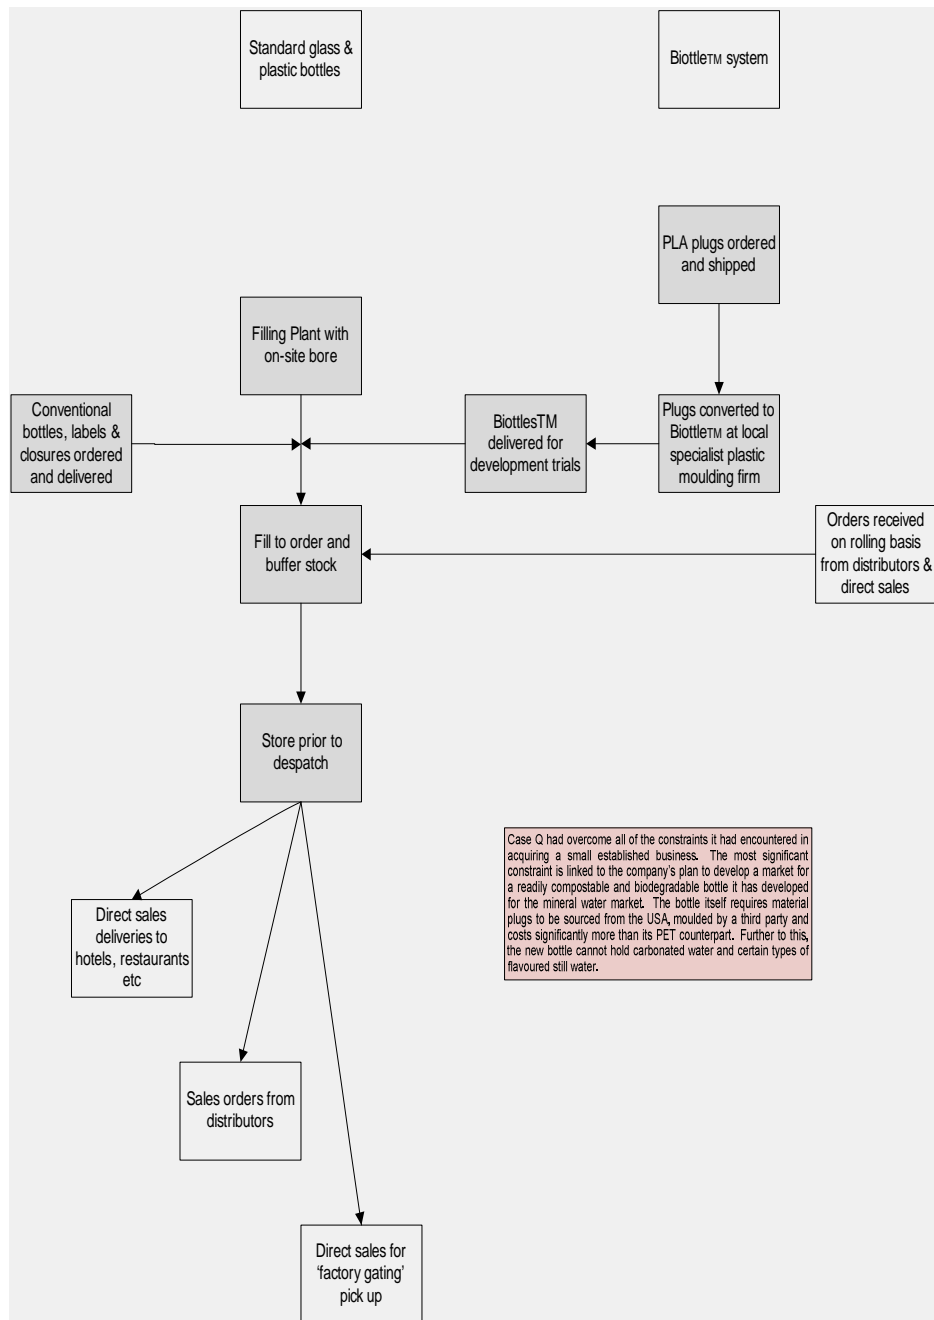 Standard glass &
plastic bottles
BiottleTM system
PLA plugs ordered
and shipped
Filling Plant with
on-site bore
Conventional
bottles, labels &
closures ordered
and delivered
BiottlesTM
delivered for
development trials
Plugs converted to
BiottleTM at local
specialist plastic
moulding firm
Fill to order and
buffer stock
Orders received
on rolling basis
from distributors &
direct sales
Store prior to
despatch
Case Q had overcome all of the constraints it had encountered in
acquiring a small established business. The most significant
constraint is linked to the company's plan to develop a market for
a readily compostable and biodegradable bottle it has developed
for the mineral water market. The bottle itself requires material
plugs to be sourced from the USA, moulded by a third party and
costs significantly more than its PET counterpart. Further to this,
the new bottle cannot hold carbonated water and certain types of
flavoured still water.
Direct sales
deliveries to
hotels, restaurants
etc
Sales orders from
distributors
Direct sales for
‘factory gating’
pick up